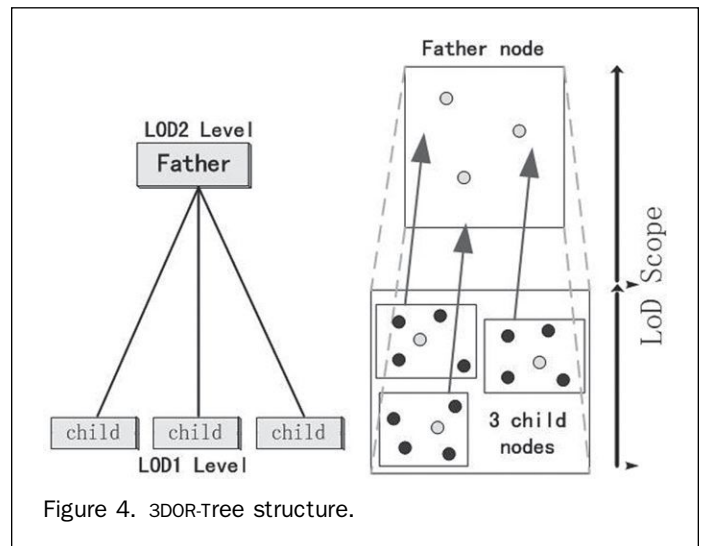 Father node
LOD2 Level
Father
LoD Scope
child child child
LOD1 Level
3 child
nodes
Figure 4. 3DOR-Tree structure.